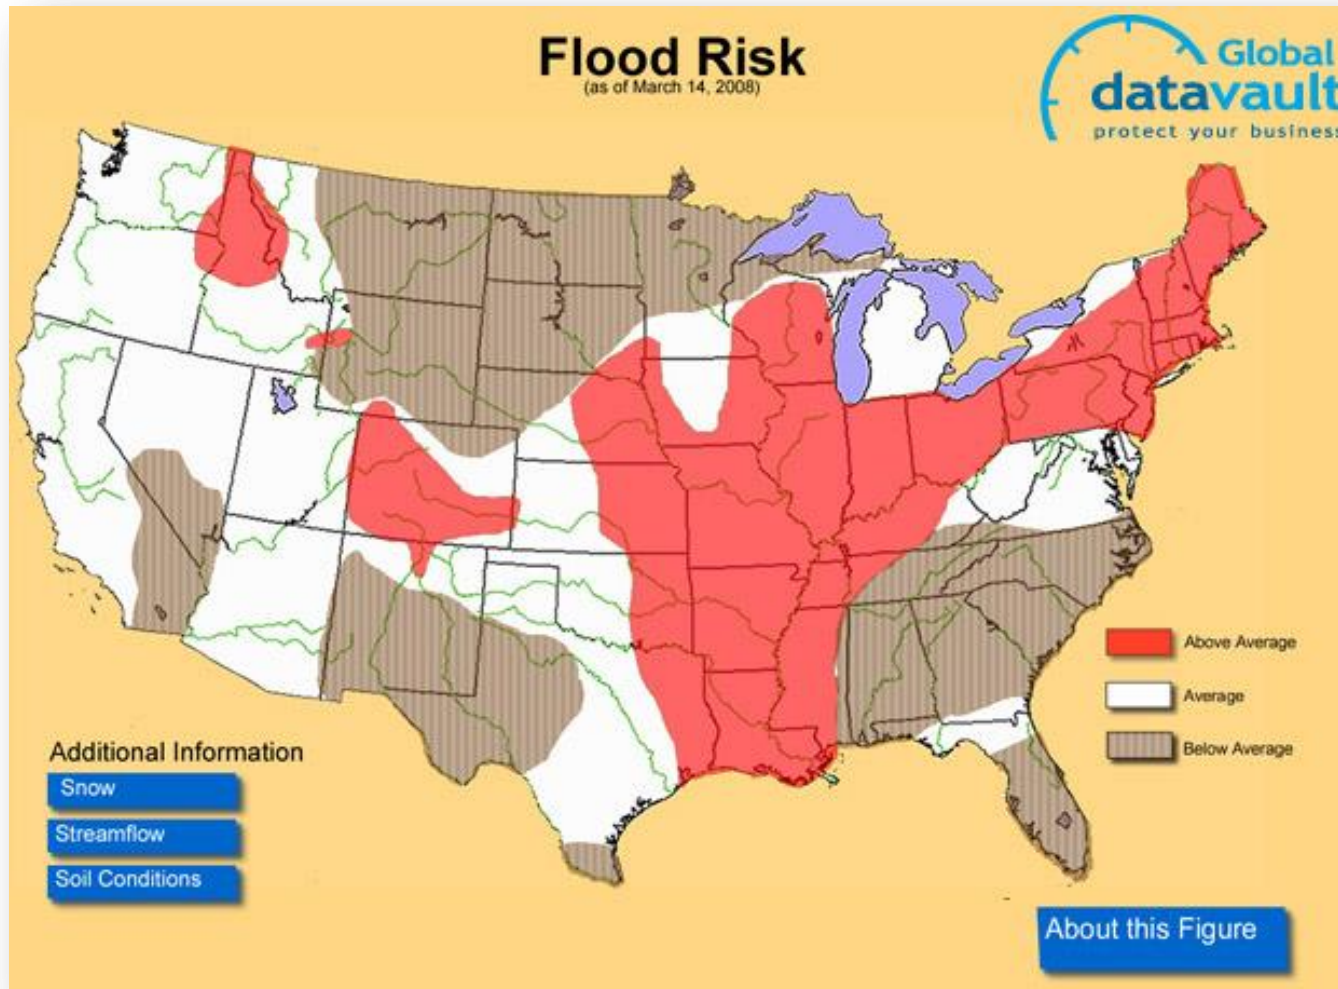 Flood Risk
(as of March 14, 2008)
Global
datavault
protect your business
Above Average
Average
Below Average
Additional Information
Snow
Streamflow
Soil Conditions
About this Figure